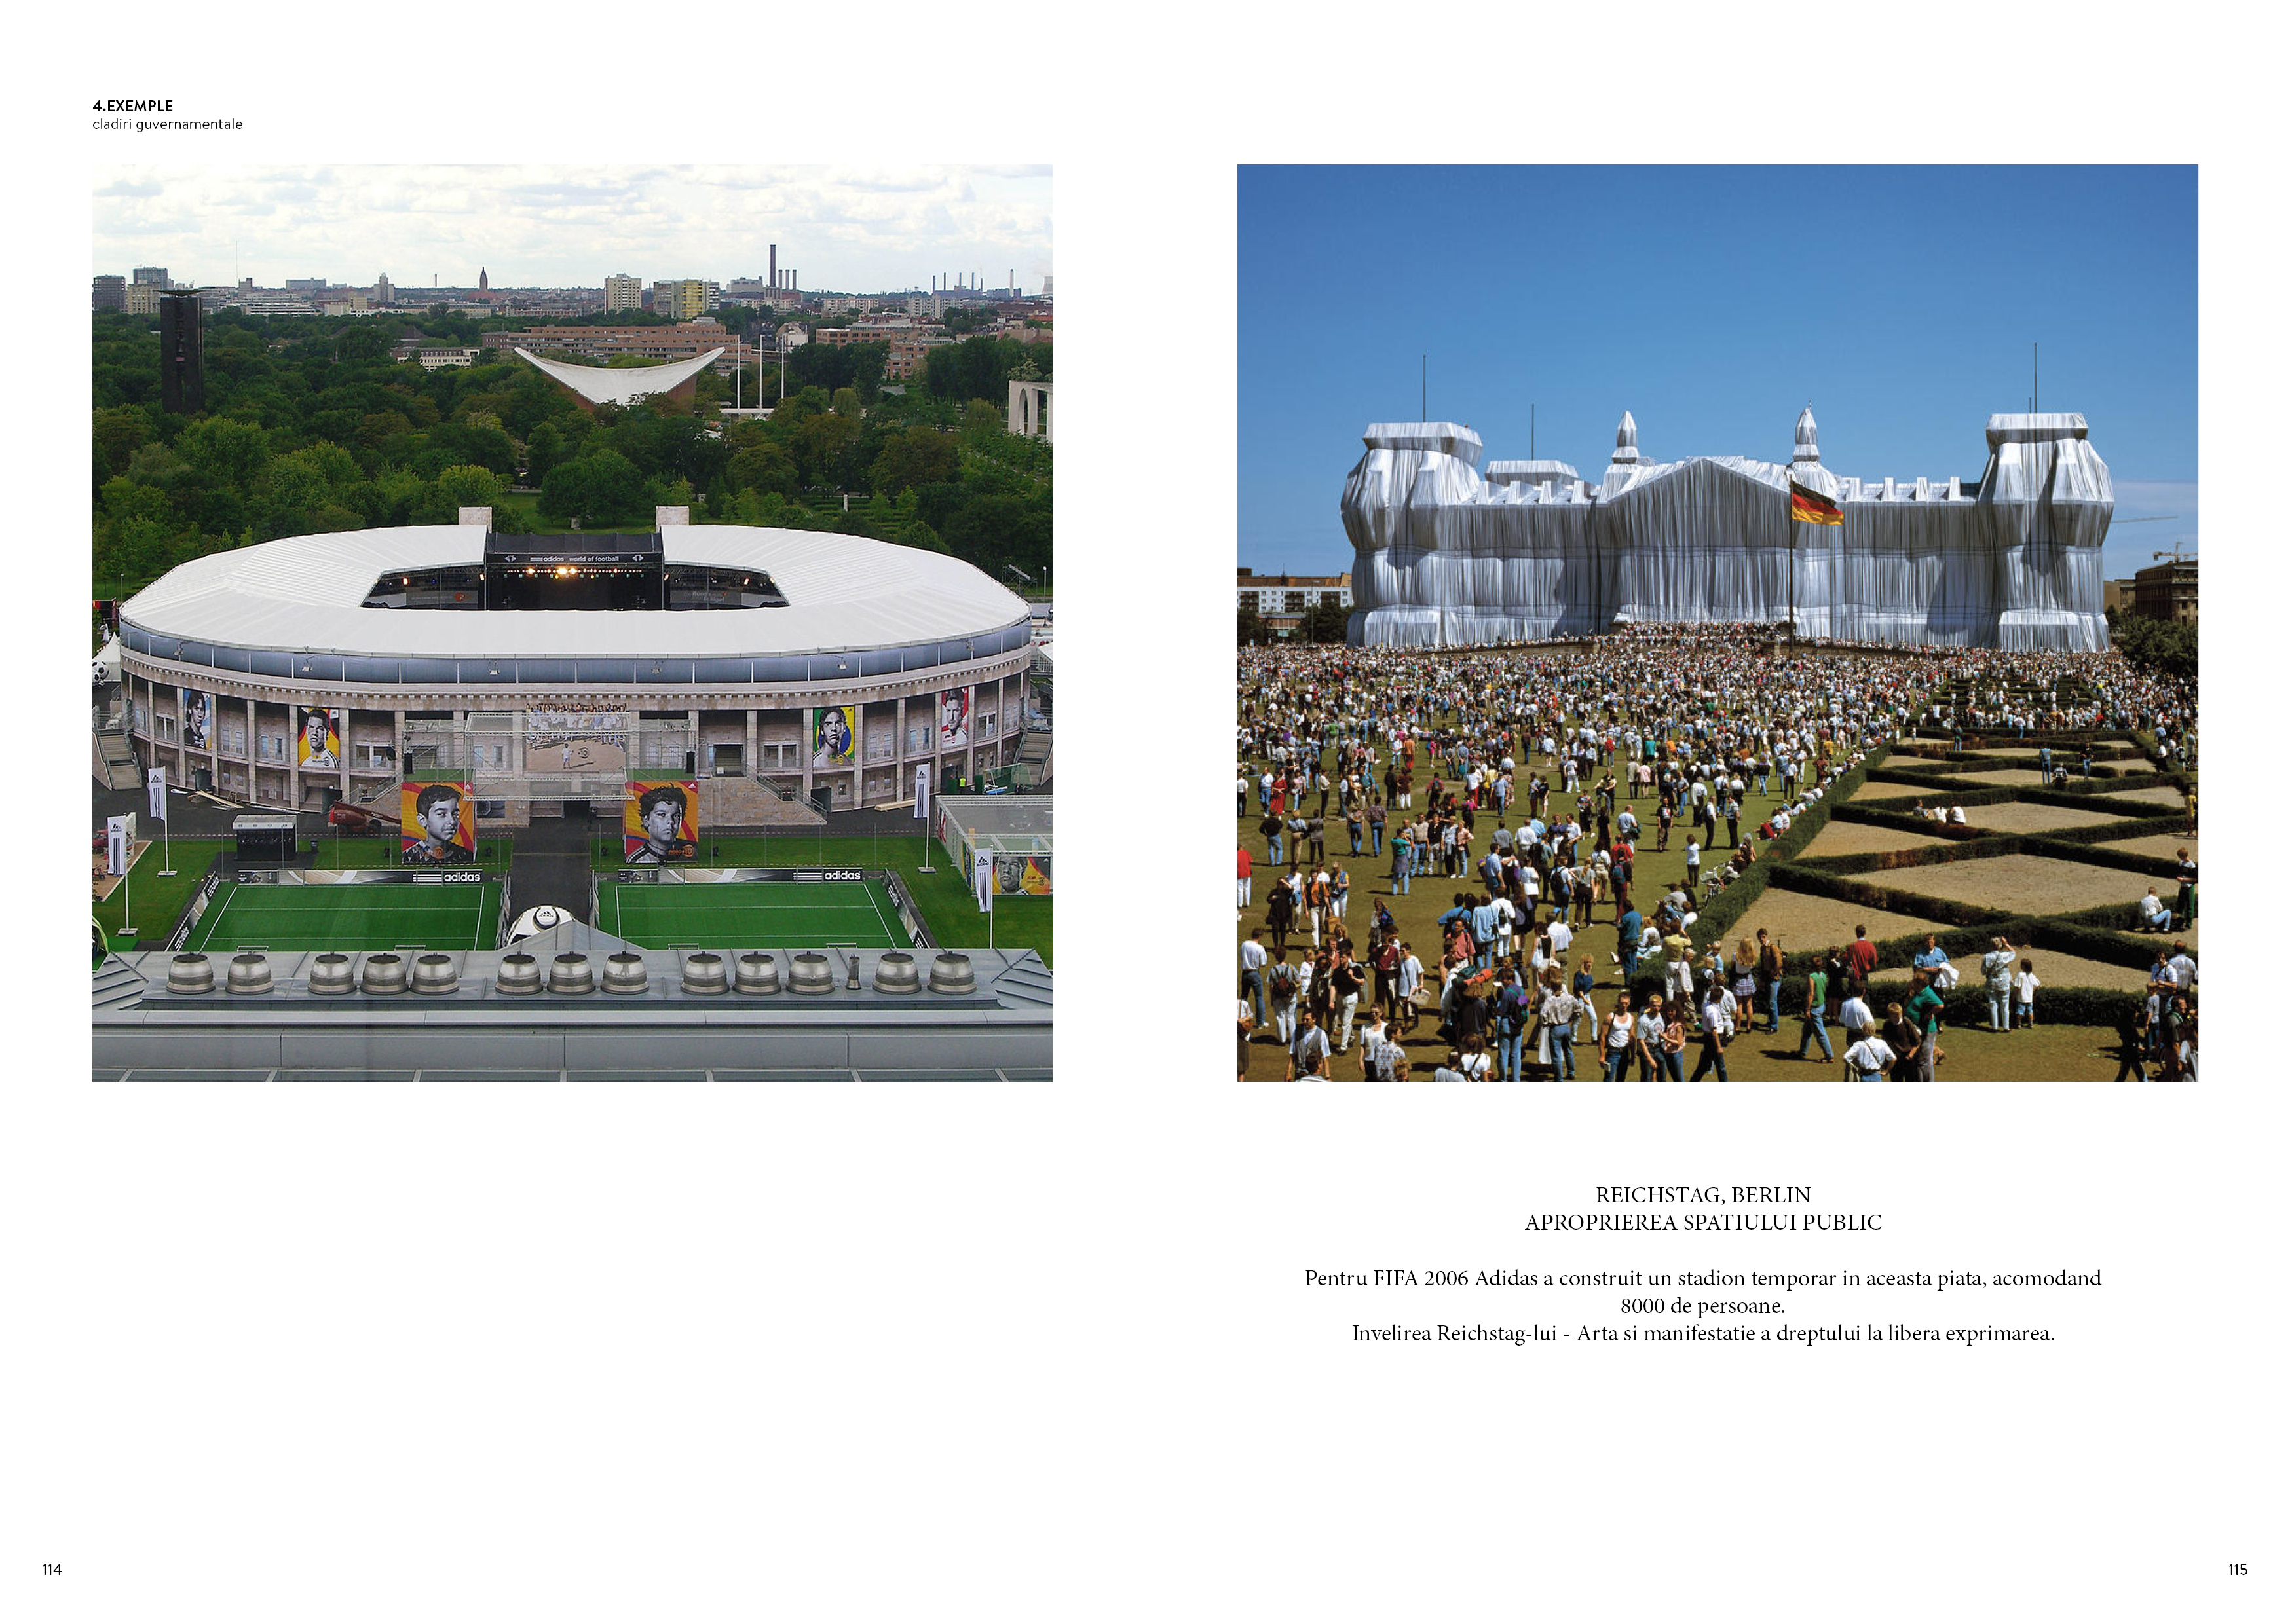 4.EXEMPLE
cladiri guvernamentale
adidas world of football
adidas
adidas
REICHSTAG, BERLIN
APROPRIEREA SPATIULUI PUBLIC
Pentru FIFA 2006 Adidas a construit un stadion temporar in aceasta piata, acomodand
8000 de persoane.
Invelirea Reichstag-lui - Arta si manifestatie a dreptului la libera exprimarea.
114
115